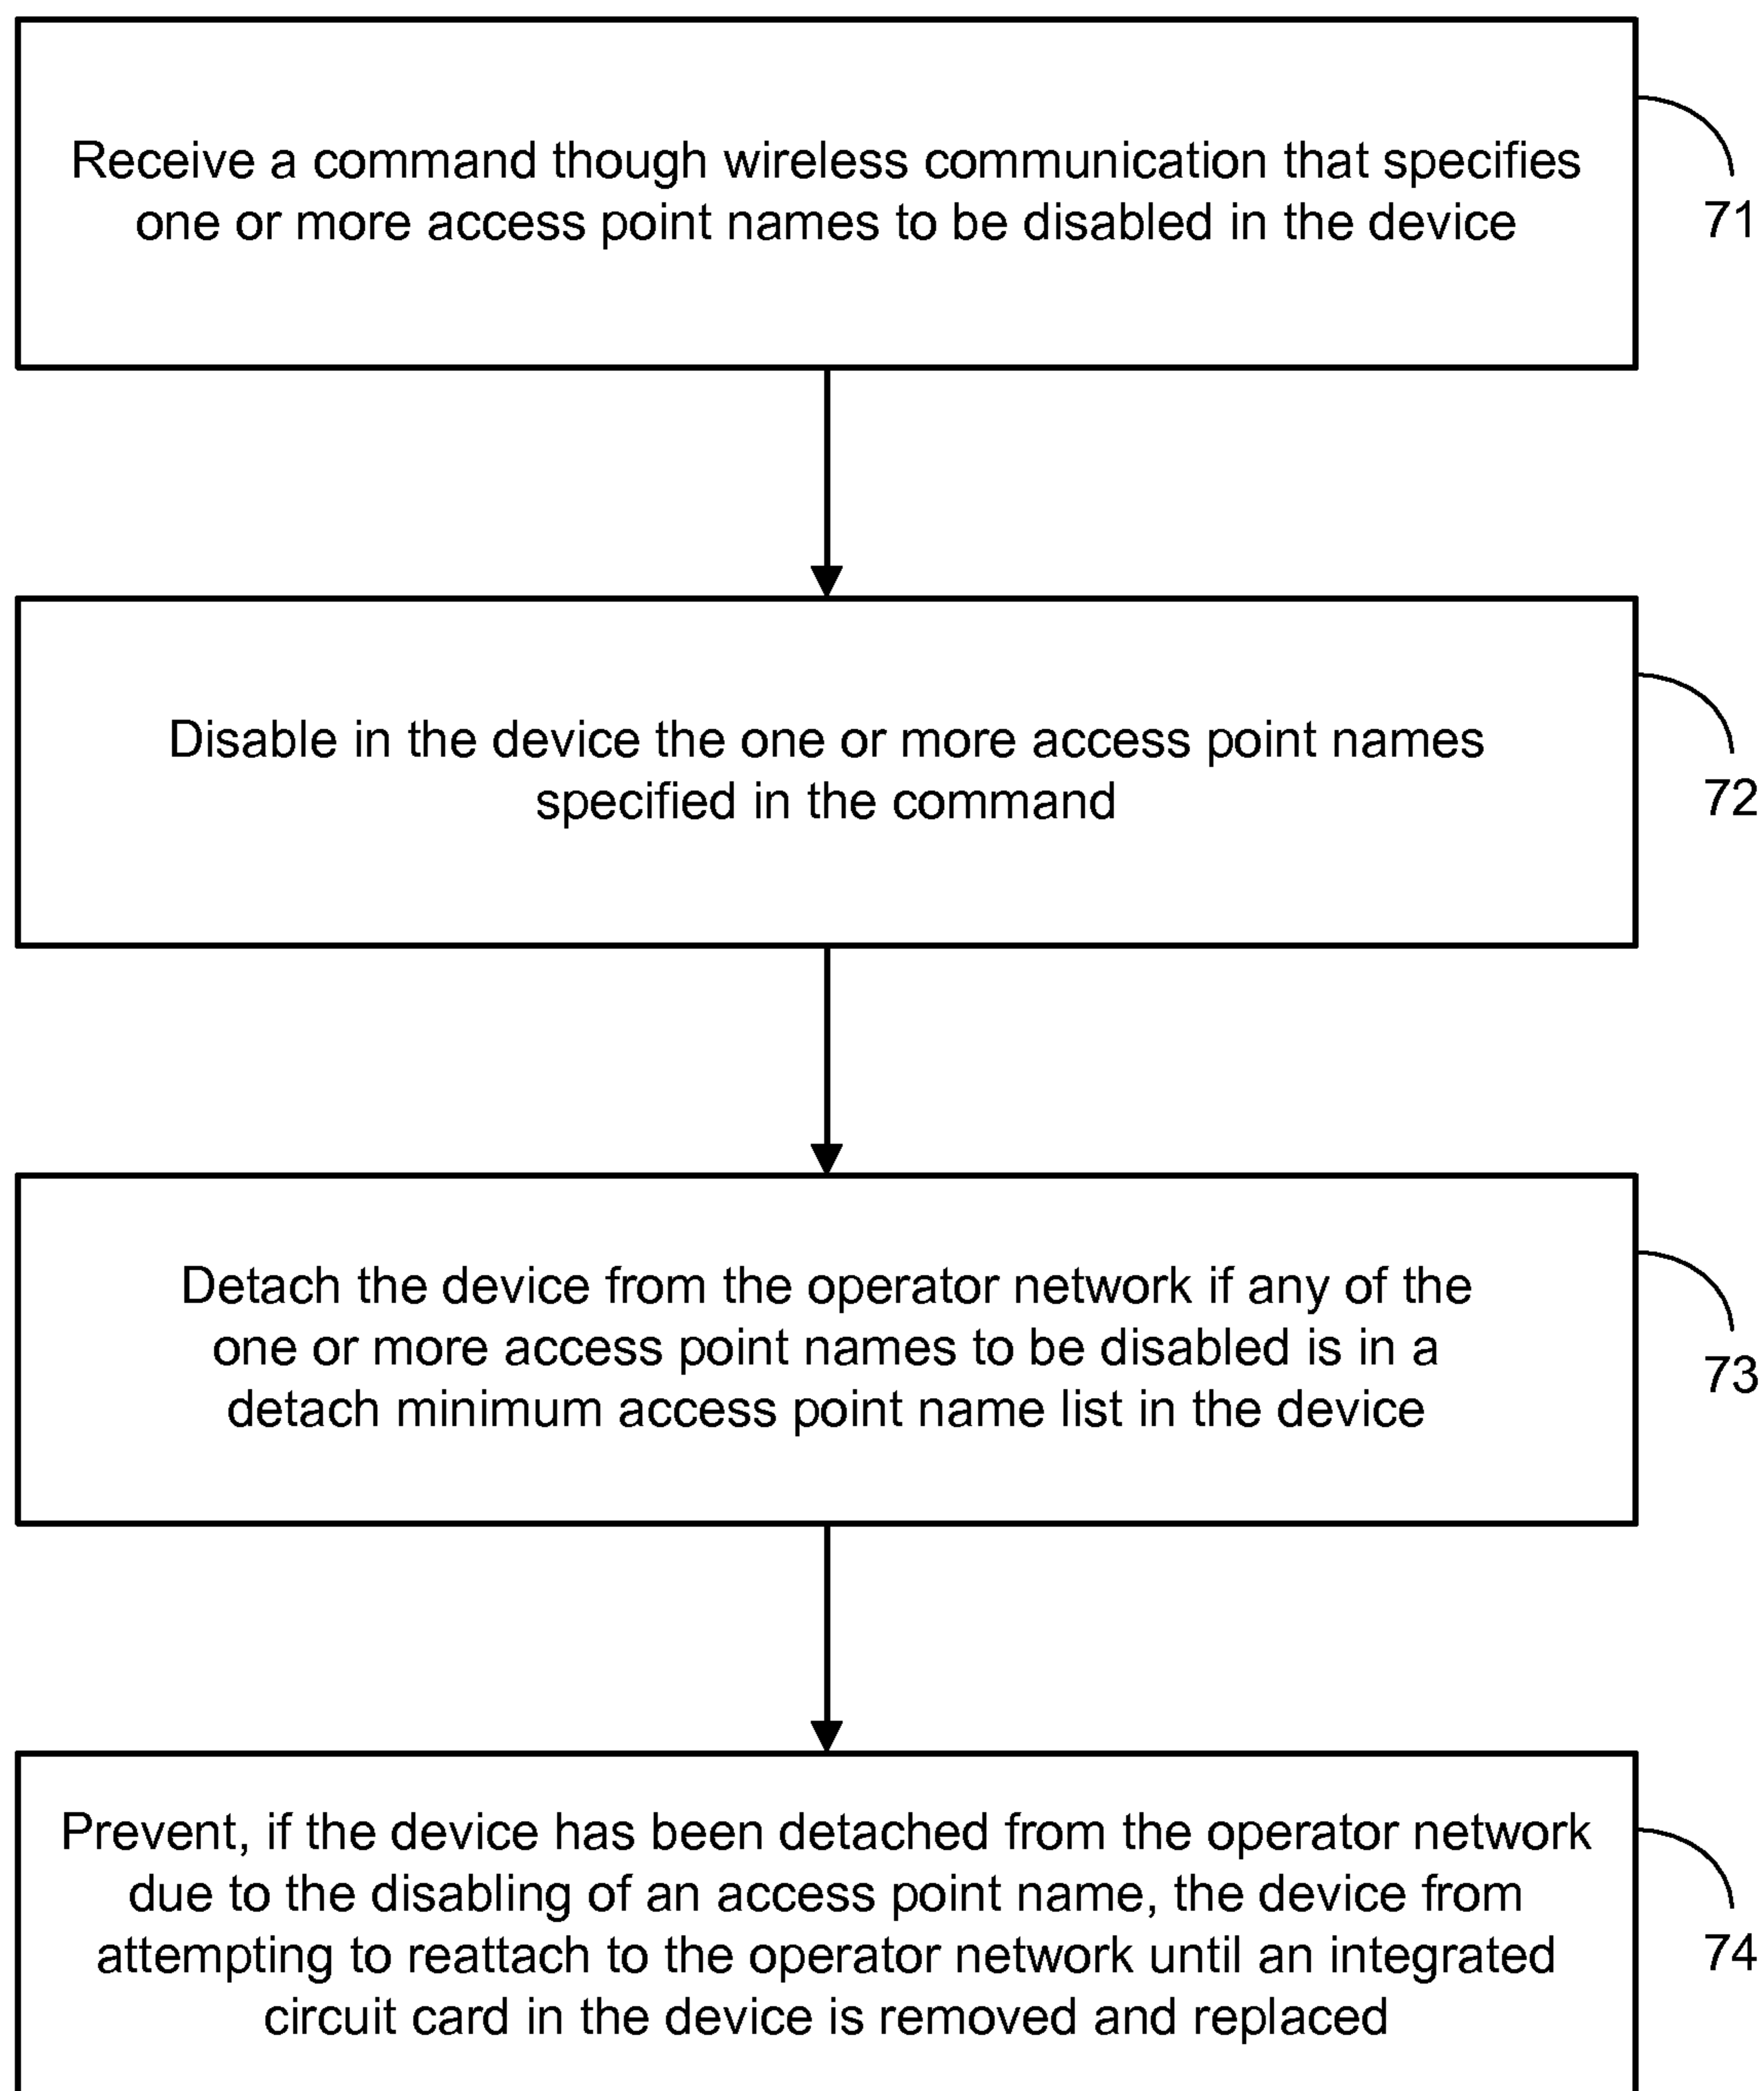 Receive a command though wireless communication that specifies
one or more access point names to be disabled in the device
71
Disable in the device the one or more access point names
specified in the command
72
Detach the device from the operator network if any of the
one or more access point names to be disabled is in a
detach minimum access point name list in the device
73
Prevent, if the device has been detached from the operator network
due to the disabling of an access point name, the device from
attempting to reattach to the operator network until an integrated
circuit card in the device is removed and replaced
74